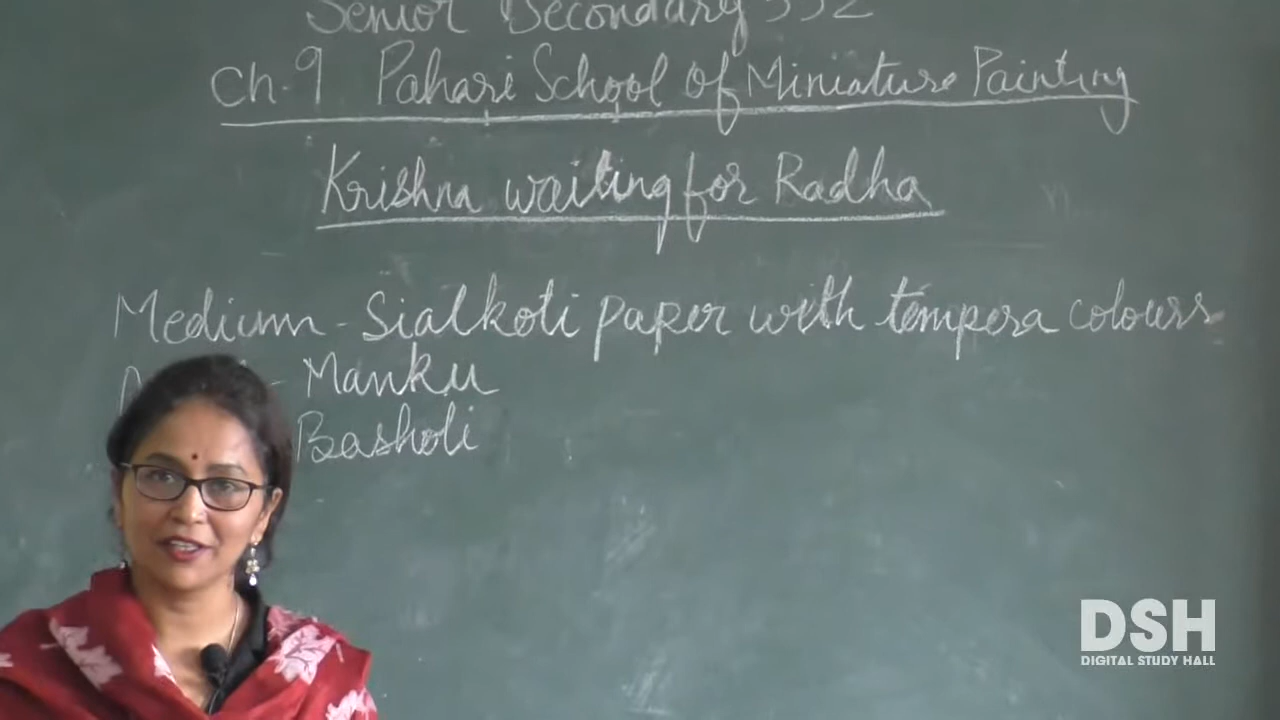 Senior Secondary 332
Ch. 9 Pahari School of Miniature Painting
Krishna waiting for Radha
Medium - Sialkoti paper with tempera colours
- Manku
Basholi
DSH
DIGITAL STUDY HALL